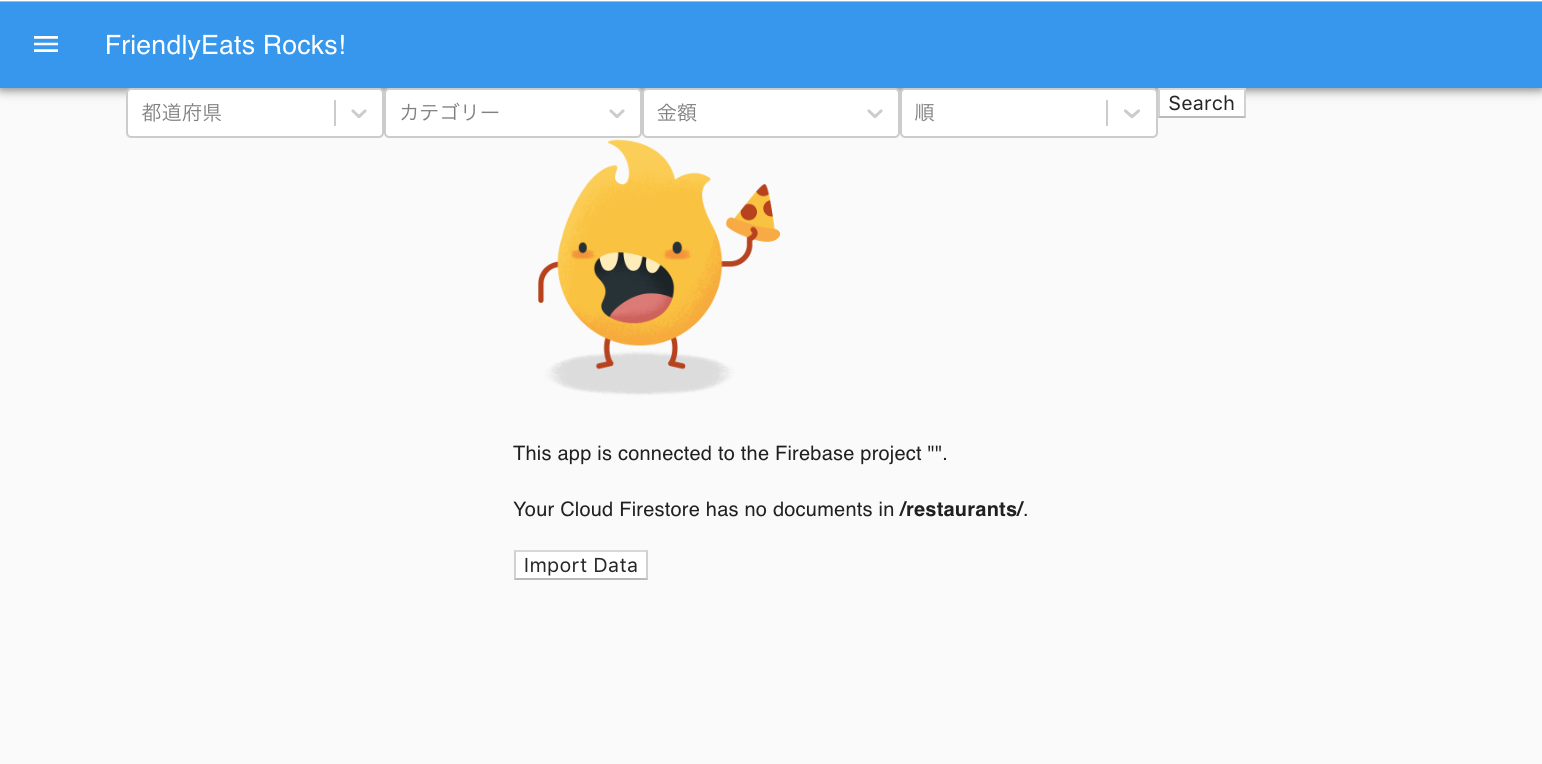 FriendlyEats Rocks!
都道府県 カテゴリー 金額 順 Search
This app is connected to the Firebase project "".
Your Cloud Firestore has no documents in /restaurants/.
Import Data